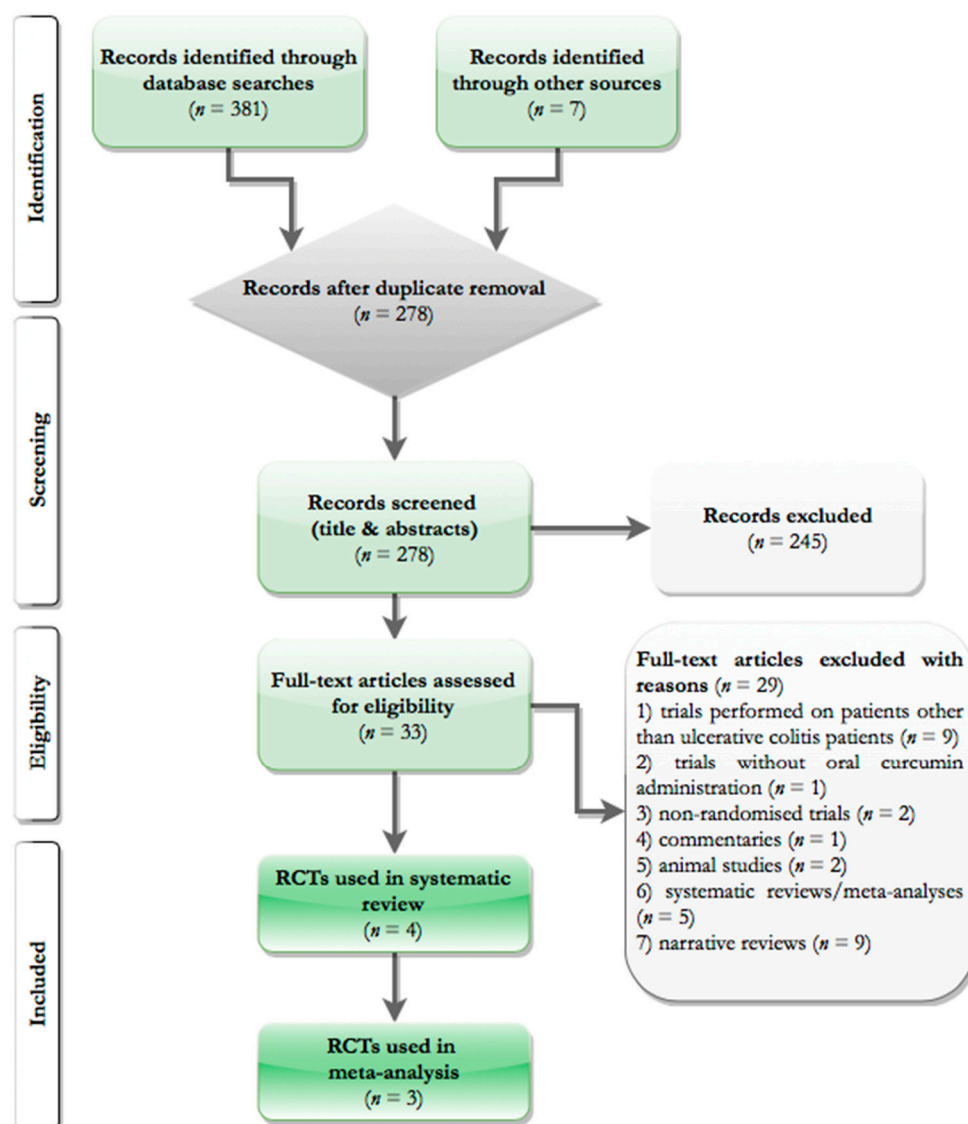 Identification
Records identified through
database searches
(n = 381)
Records identified
through other sources
(n = 7)
Records after duplicate removal
(n = 278)
Screening
Records screened
(title & abstracts)
(n = 278)
Records excluded
(n = 245)
Eligibility
Full-text articles assessed
for eligibility
(n = 33)
Full-text articles excluded with
reasons (n = 29)
1) trials performed on patients other
than ulcerative colitis patients (n = 9)
2) trials without oral curcumin
administration (n = 1)
3) non-randomised trials (n = 2)
4) commentaries (n = 1)
5) animal studies (n = 2)
6) systematic reviews/meta-analyses
(n = 5)
7) narrative reviews (n = 9)
Included
RCTs used in systematic
review
(n = 4)
RCTs used in
meta-analysis
(n = 3)